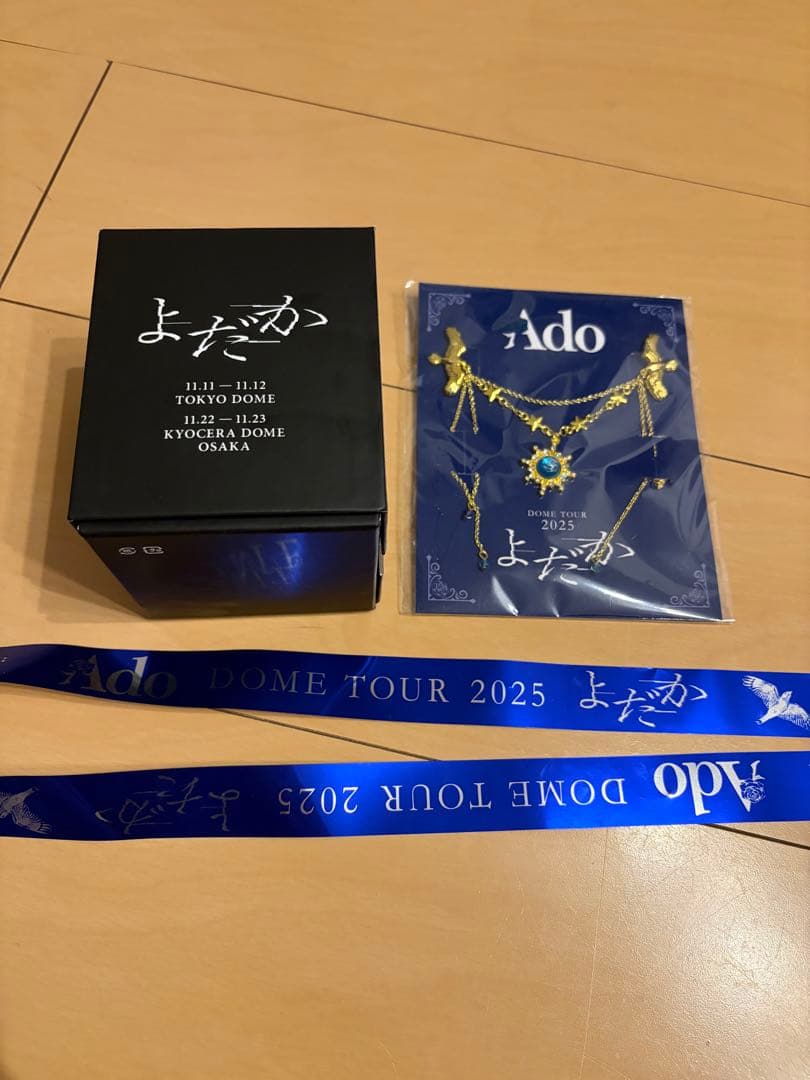 よだか
11.11 — 11.12
TOKYO DOME
11.22 — 11.23
KYOCERA DOME
OSAKA
Ado
DOME TOUR
2025
よだか
Ado DOME TOUR 2025 よだか
Ado DOME TOUR 2025 よだか